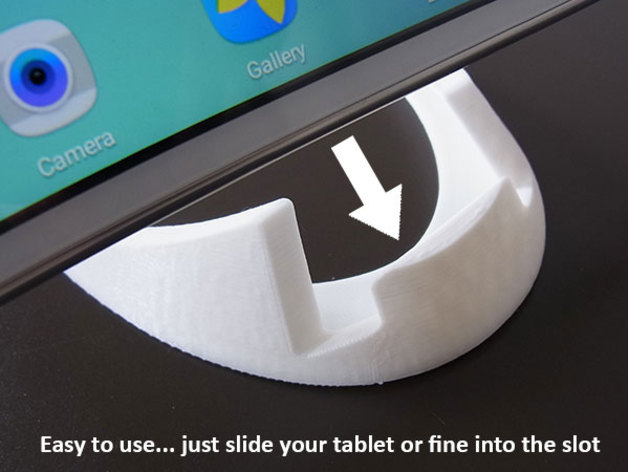 Gallery
Camera
Easy to use... just slide your tablet or fine into the slot